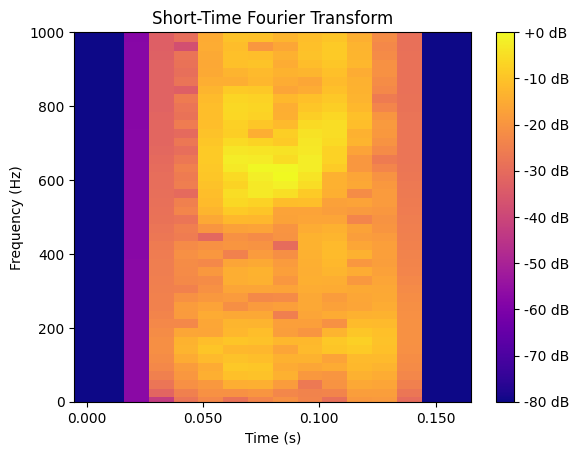 Short-Time Fourier Transform
Frequency (Hz)
1000
800
600
400
200
0
0.000
0.050
0.100
0.150
Time (s)
+0 dB
-10 dB
-20 dB
-30 dB
-40 dB
-50 dB
-60 dB
-70 dB
-80 dB